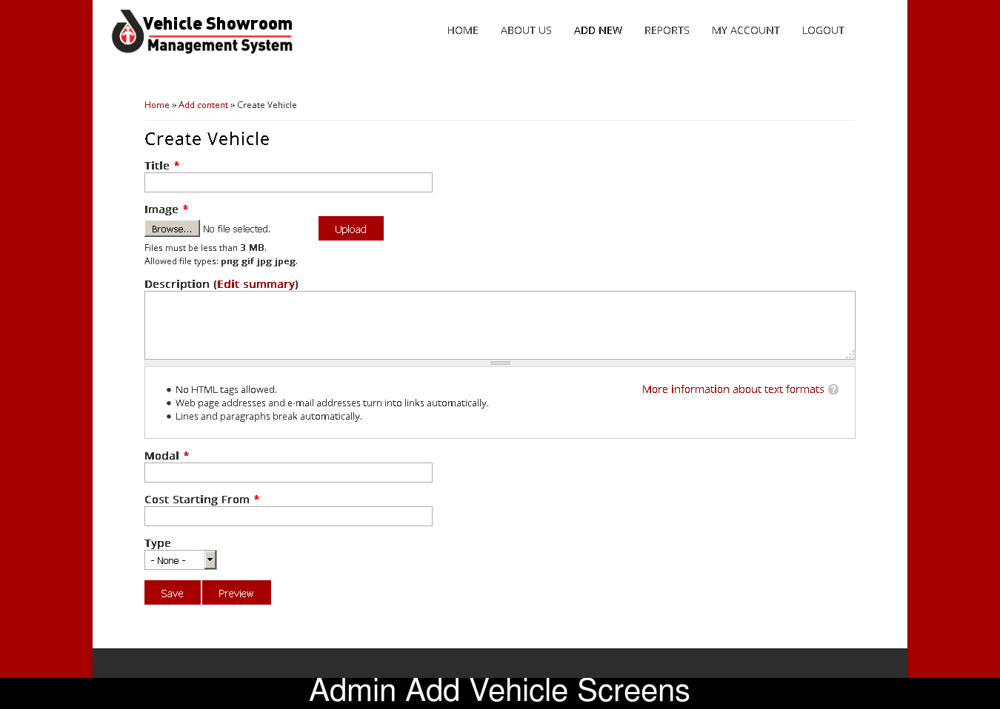 Vehicle Showroom
Management System
HOME ABOUT US ADD NEW REPORTS MY ACCOUNT LOGOUT
Home » Add content » Create Vehicle
Create Vehicle
Title *
Image *
Browse... No file selected. Upload
Files must be less than 3 MB.
Allowed file types: png gif jpg jpeg.
Description (Edit summary)
No HTML tags allowed. More information about text formats ?
Web page addresses and e-mail addresses turn into links automatically.
Lines and paragraphs break automatically.
Modal *
Cost Starting From *
Type
- None -
Save Preview
Admin Add Vehicle Screens